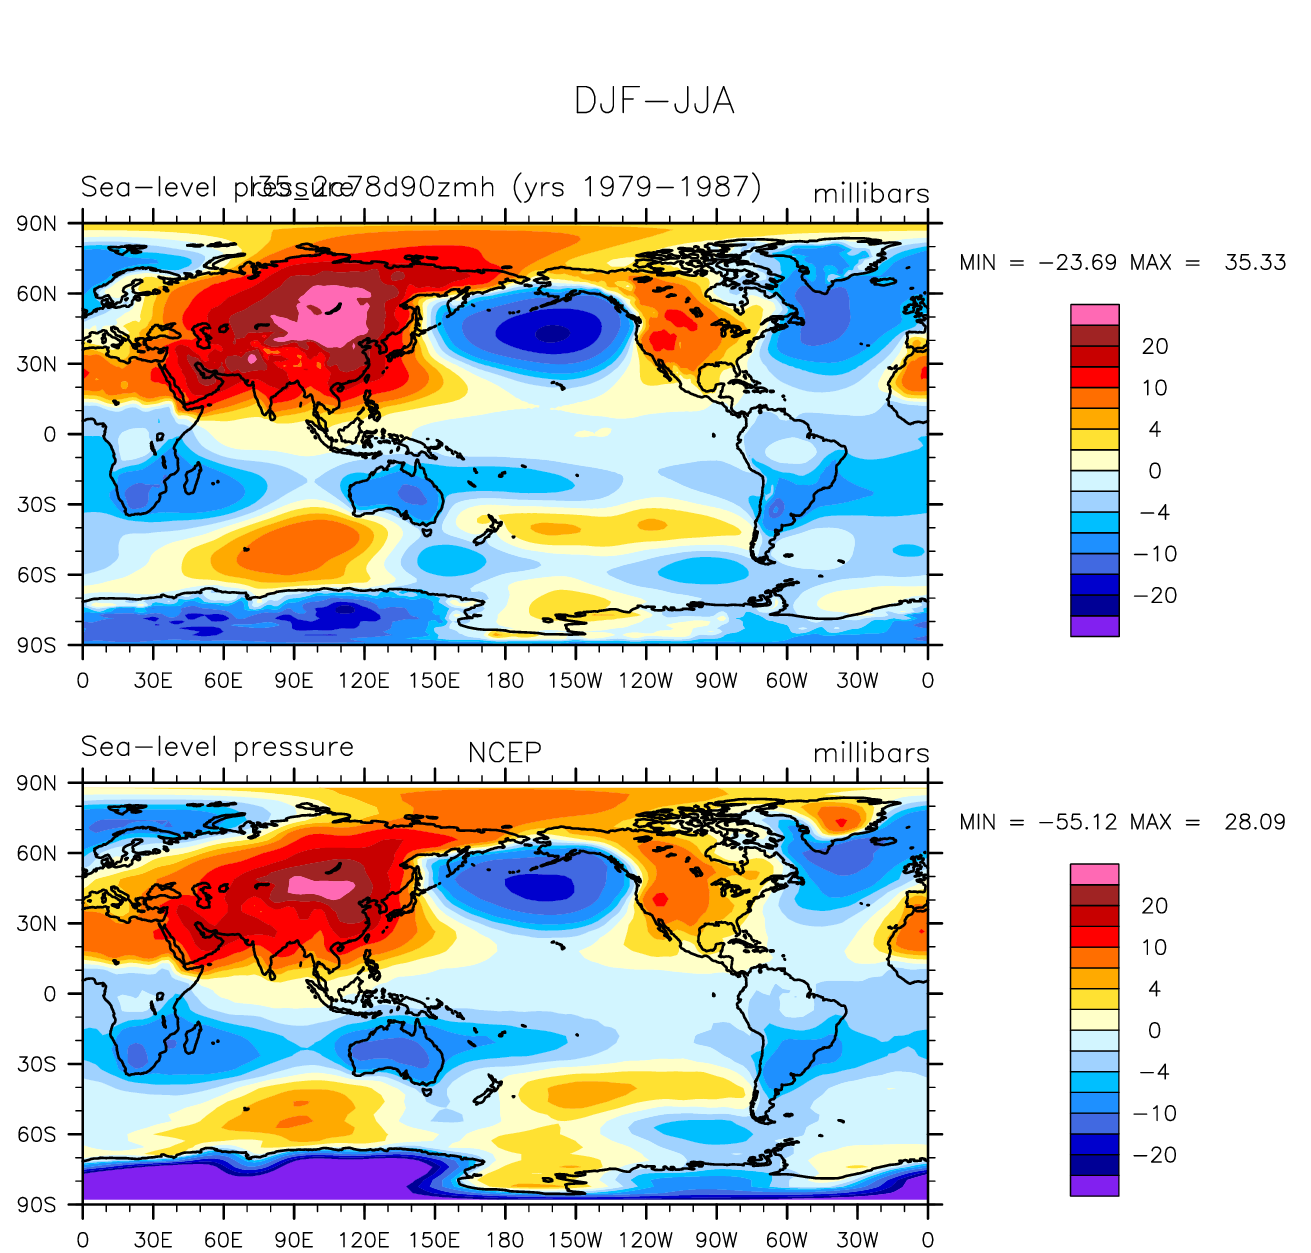 DJF−JJA
Sea−level pressure l35_2c78d90zmh (yrs 1979−1987) millibars
MIN = −23.69 MAX = 35.33
90N
60N
30N
0
30S
60S
90S
0 30E 60E 90E 120E 150E 180 150W 120W 90W 60W 30W 0
20
10
4
0
−4
−10
−20
Sea−level pressure NCEP millibars
MIN = −55.12 MAX = 28.09
90N
60N
30N
0
30S
60S
90S
0 30E 60E 90E 120E 150E 180 150W 120W 90W 60W 30W 0
20
10
4
0
−4
−10
−20